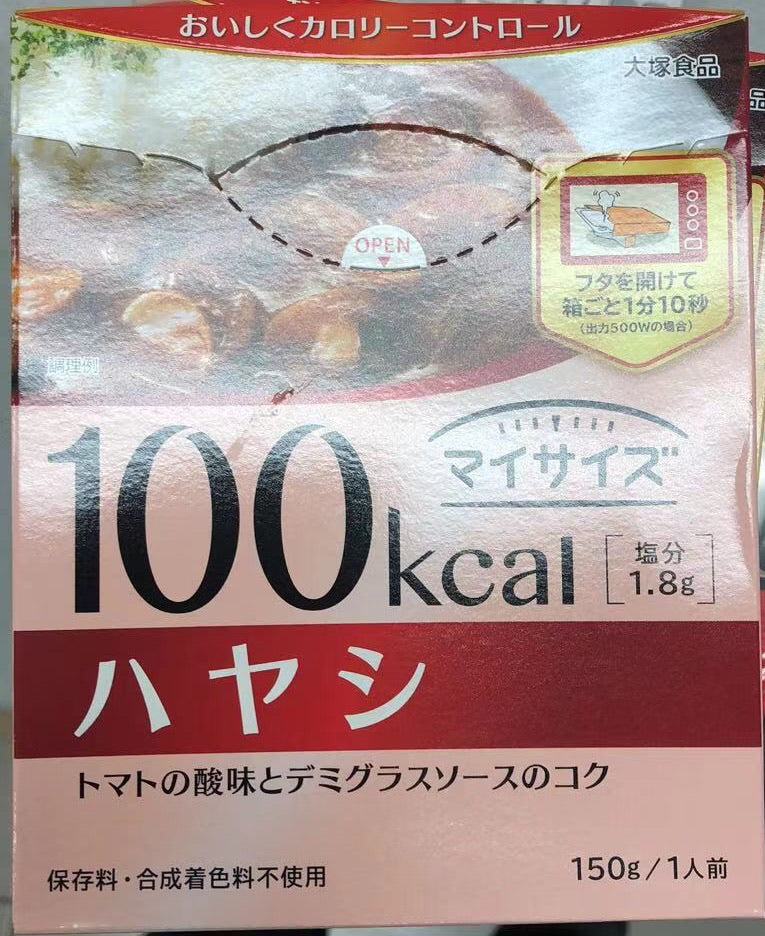 おいしくカロリーコントロール
大塚食品
品
OPEN
フタを開けて
箱ごと1分10秒
(出力500Wの場合)
調理例
マイサイズ
100kcal
塩分
1.8g
ハヤシ
トマトの酸味とデミグラスソースのコク
保存料・合成着色料不使用
150g/1人前